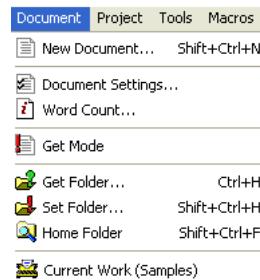 Document Project Tools Macros
New Document... Shift+Ctrl+N
Document Settings...
Word Count...
Get Mode
Get Folder... Ctrl+H
Set Folder... Shift+Ctrl+H
Home Folder Shift+Ctrl+F
Current Work (Samples)